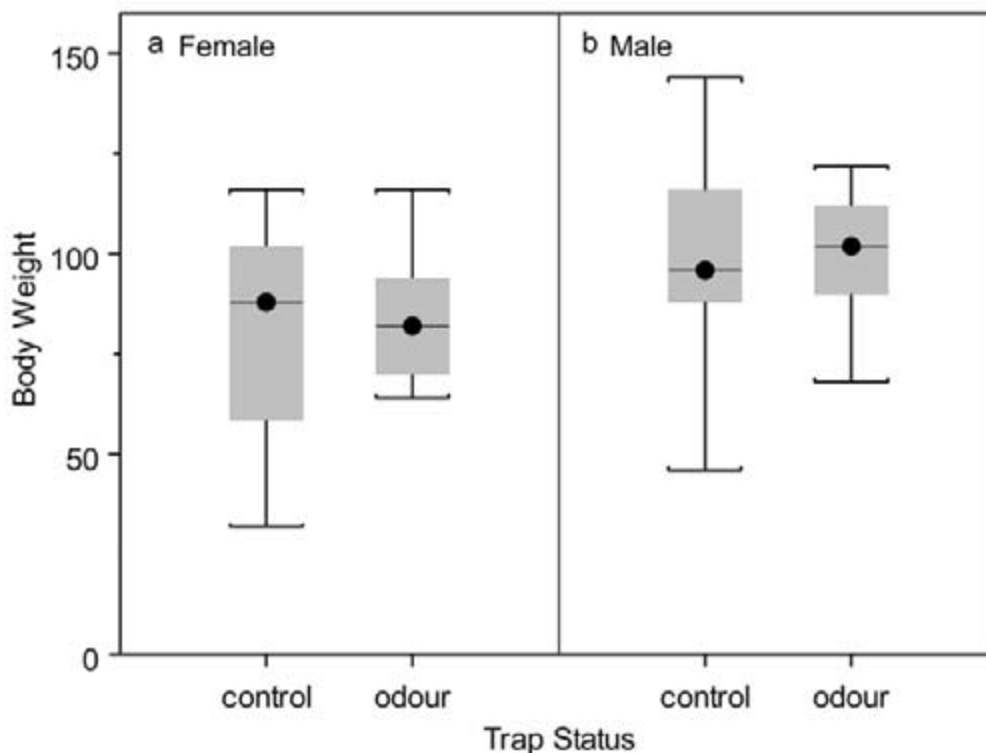 a Female
b Male
150
100
50
0
Body Weight
control
odour
control
odour
Trap Status